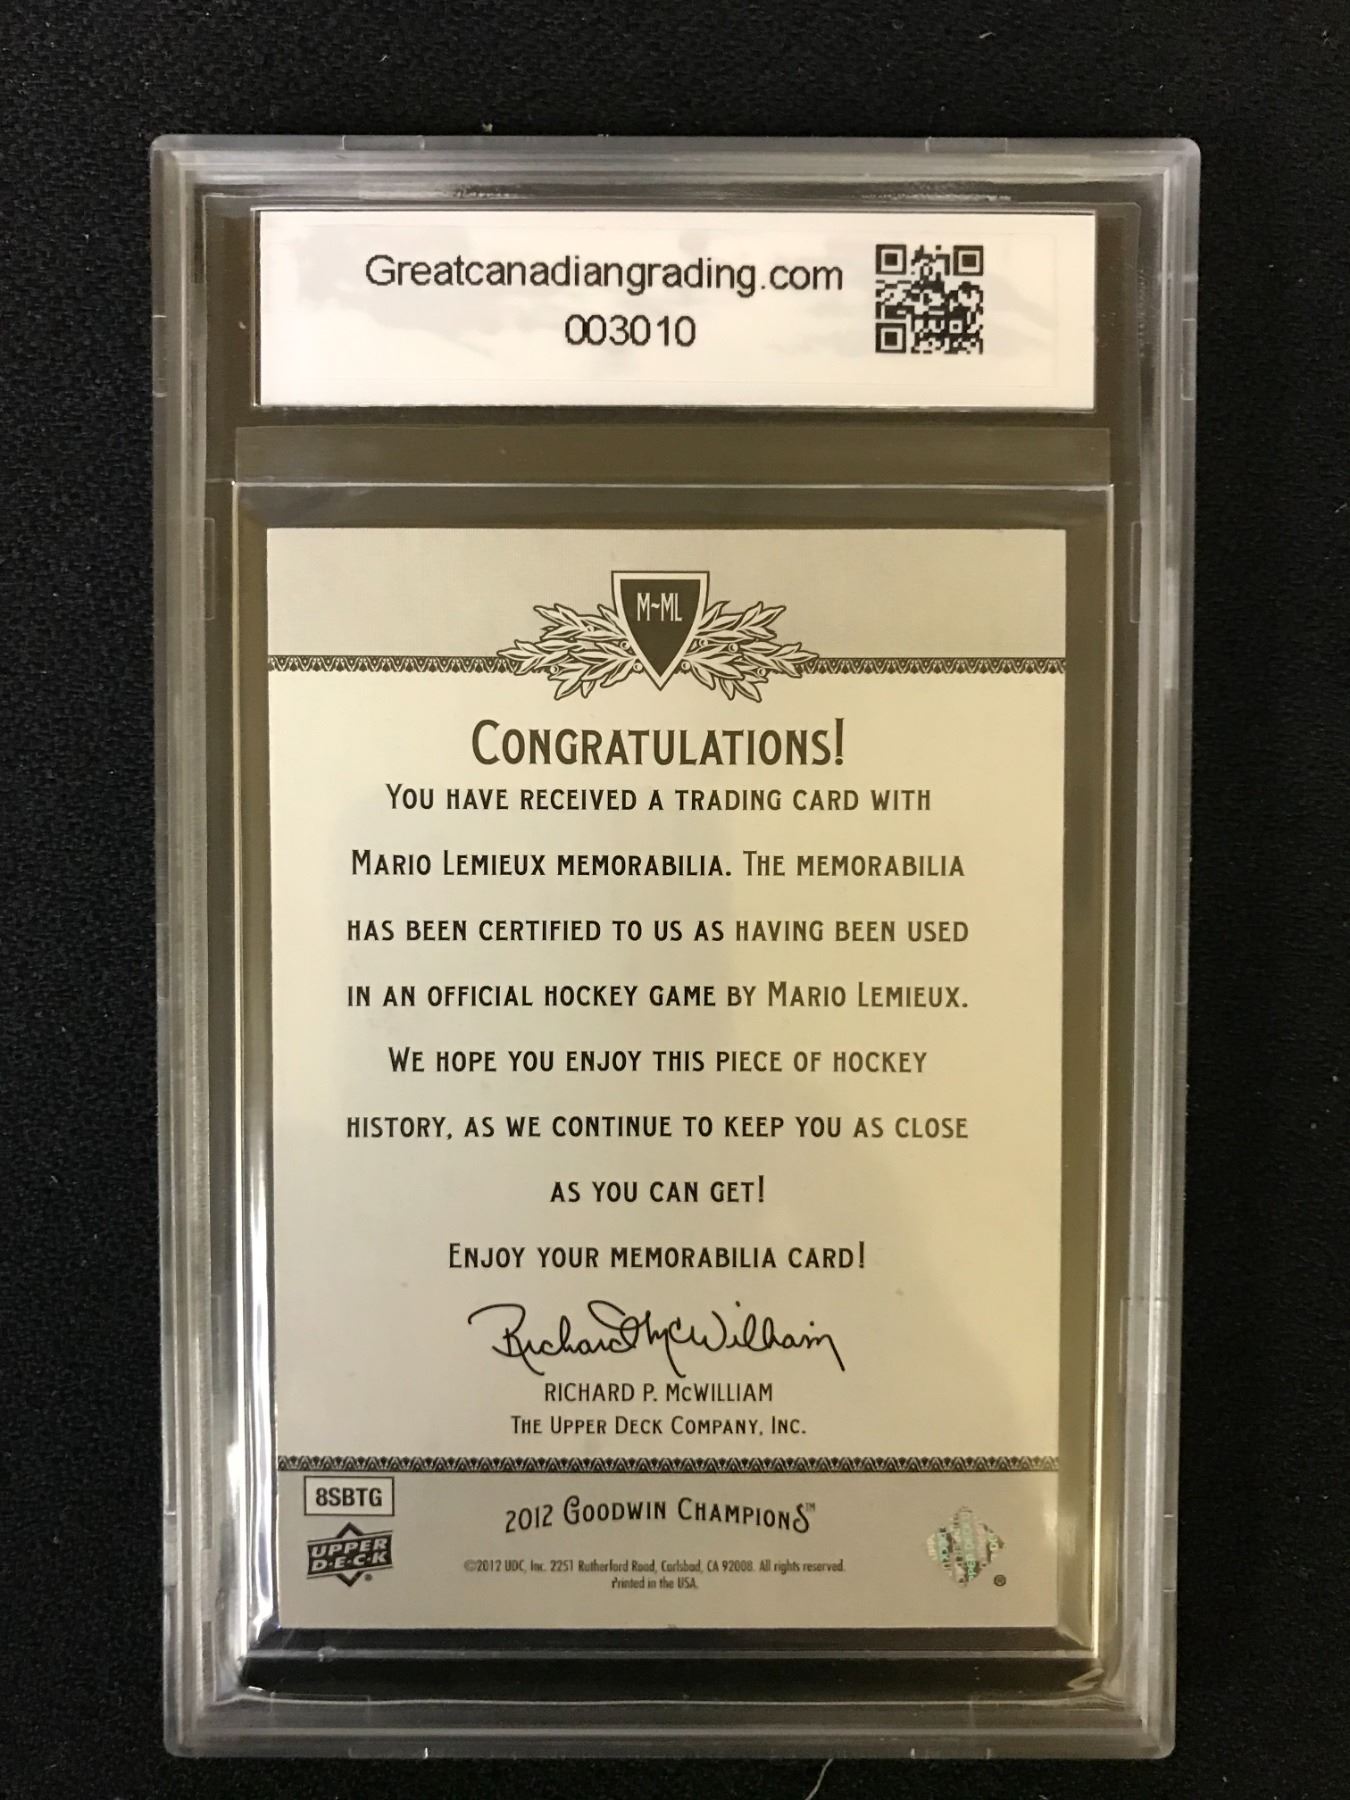 Greatcanadiangrading.com
003010
M~ML
CONGRATULATIONS!
YOU HAVE RECEIVED A TRADING CARD WITH
MARIO LEMIEUX MEMORABILIA. THE MEMORABILIA
HAS BEEN CERTIFIED TO US AS HAVING BEEN USED
IN AN OFFICIAL HOCKEY GAME BY MARIO LEMIEUX.
WE HOPE YOU ENJOY THIS PIECE OF HOCKEY
HISTORY, AS WE CONTINUE TO KEEP YOU AS CLOSE
AS YOU CAN GET!
ENJOY YOUR MEMORABILIA CARD!
Richard McWilliam
RICHARD P. McWILLIAM
THE UPPER DECK COMPANY, INC.
8SBTG
UPPER
D·E·C·K®
2012 GOODWIN CHAMPIONS™
©2012 UDC, Inc. 2251 Rutherford Road, Carlsbad, CA 92008. All rights reserved.
Printed in the USA.
®